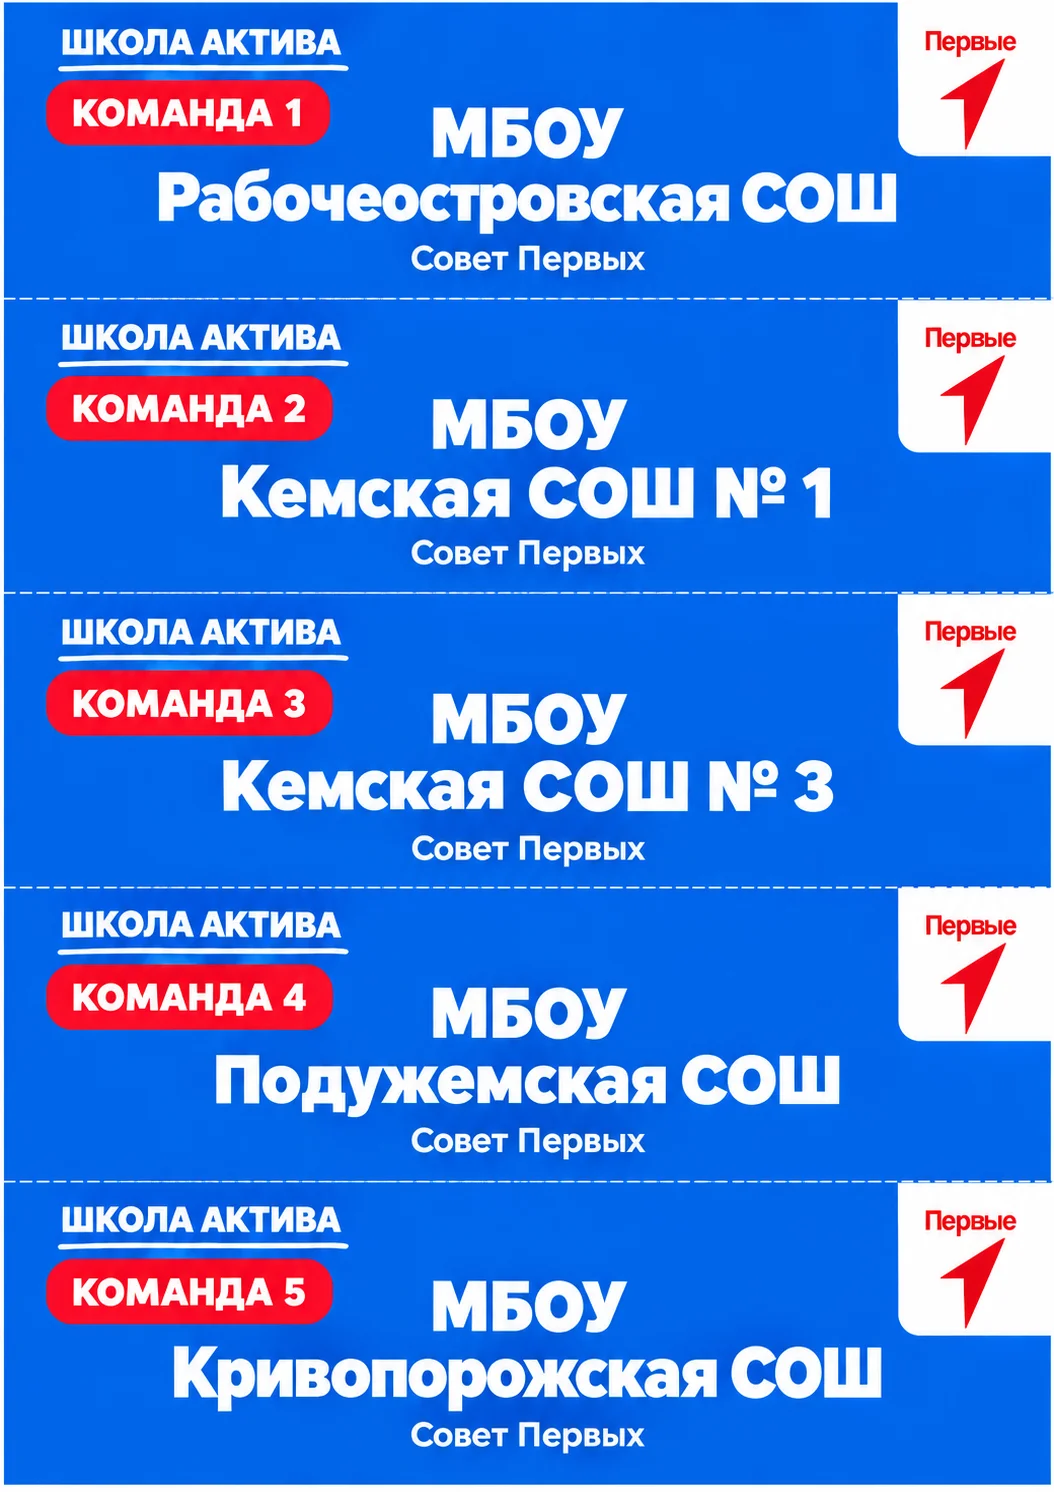 ШКОЛА АКТИВА
Первые
КОМАНДА 1
МБОУ
Рабочеостровская СОШ
Совет Первых
ШКОЛА АКТИВА
Первые
КОМАНДА 2
МБОУ
Кемская СОШ № 1
Совет Первых
ШКОЛА АКТИВА
Первые
КОМАНДА 3
МБОУ
Кемская СОШ № 3
Совет Первых
ШКОЛА АКТИВА
Первые
КОМАНДА 4
МБОУ
Подужемская СОШ
Совет Первых
ШКОЛА АКТИВА
Первые
КОМАНДА 5
МБОУ
Кривопорожская СОШ
Совет Первых